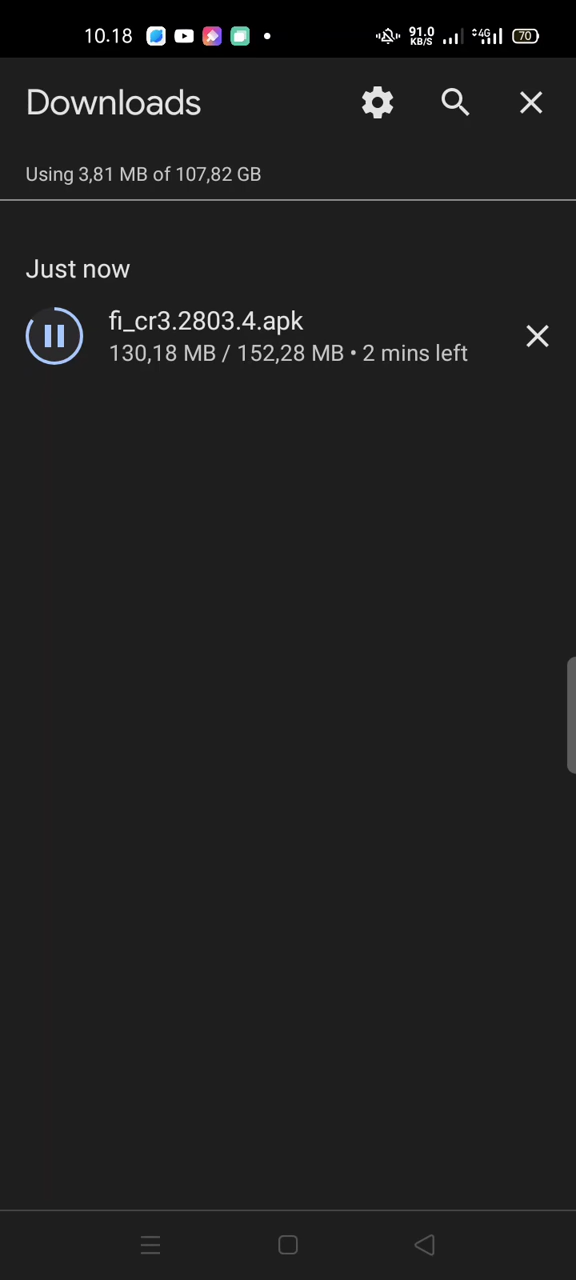 10.18
91.0
KB/S
4G
70
Downloads
Using 3,81 MB of 107,82 GB
Just now
fi_cr3.2803.4.apk
130,18 MB / 152,28 MB • 2 mins left